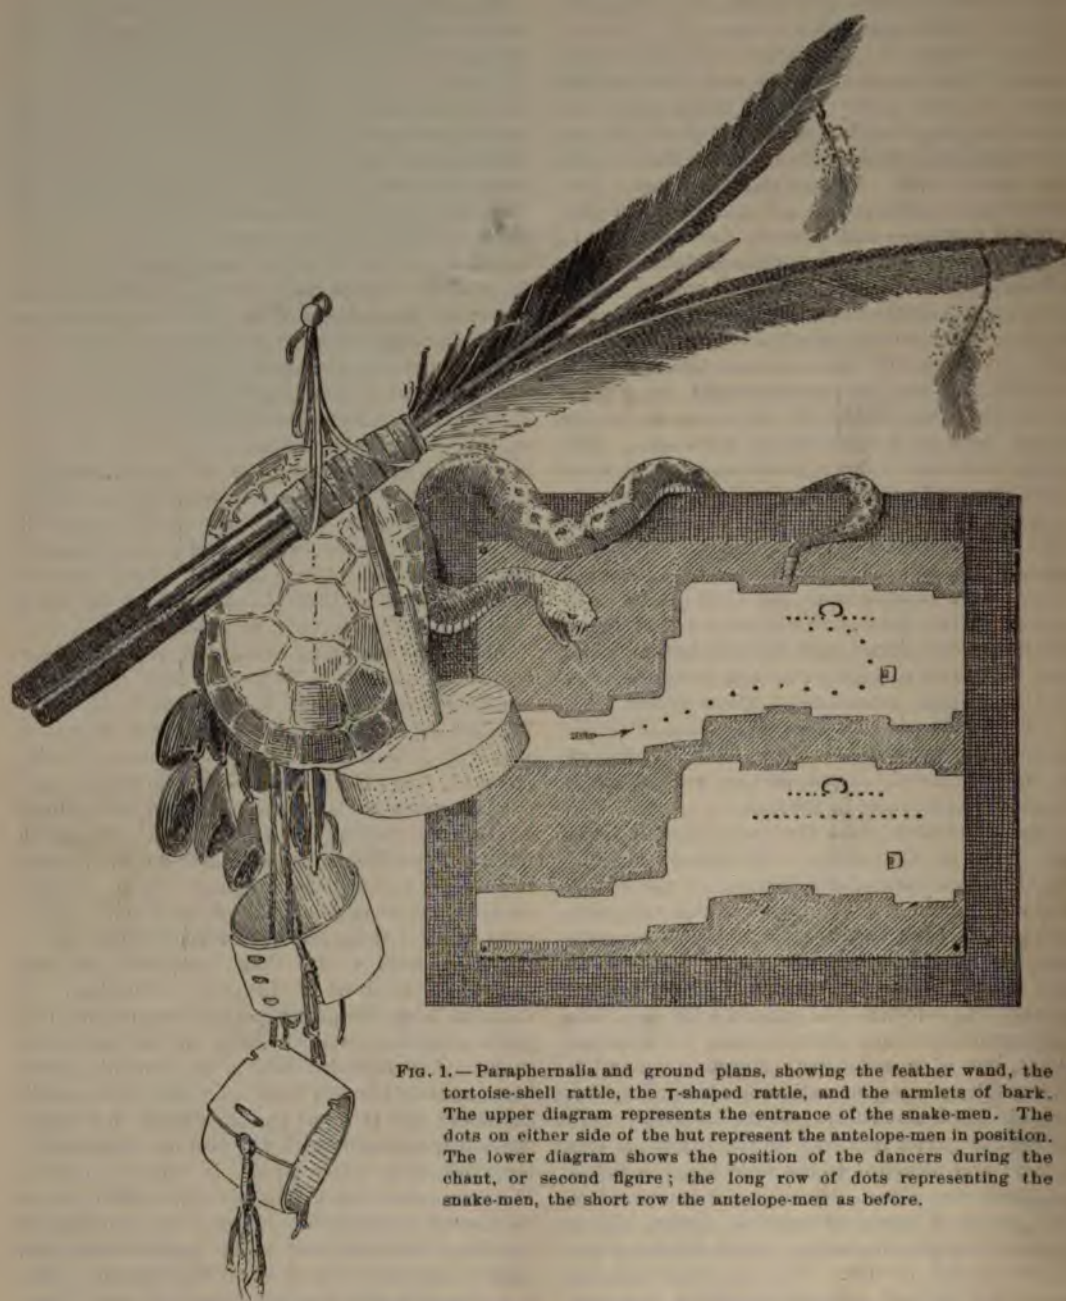 FIG. 1.—Paraphernalia and ground plans, showing the feather wand, the
tortoise-shell rattle, the T-shaped rattle, and the armlets of bark.
The upper diagram represents the entrance of the snake-men. The
dots on either side of the hut represent the antelope-men in position.
The lower diagram shows the position of the dancers during the
chant, or second figure; the long row of dots representing the
snake-men, the short row the antelope-men as before.